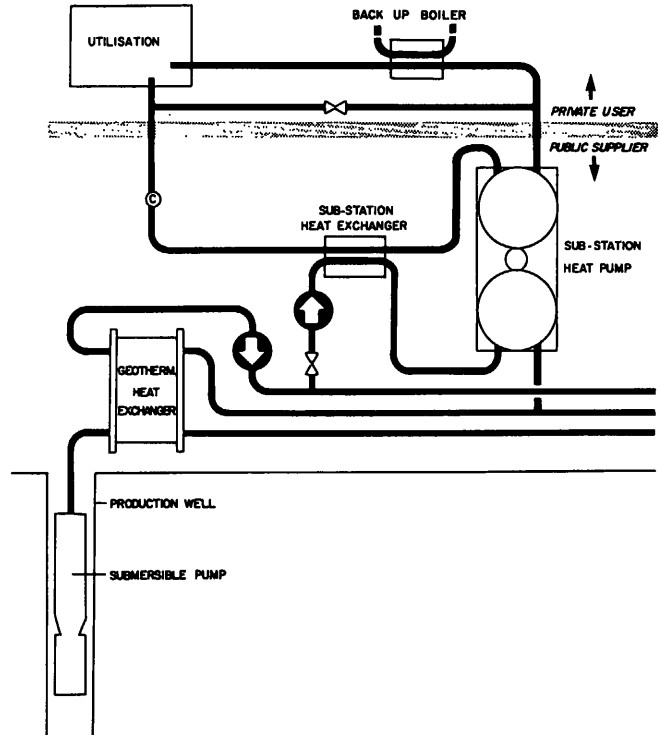 BACK UP BOILER
UTILISATION
PRIVATE USER
PUBLIC SUPPLIER
C
SUB-STATION
HEAT EXCHANGER
SUB-STATION
HEAT PUMP
GEOTHERM.
HEAT
EXCHANGER
PRODUCTION WELL
SUBMERSIBLE PUMP